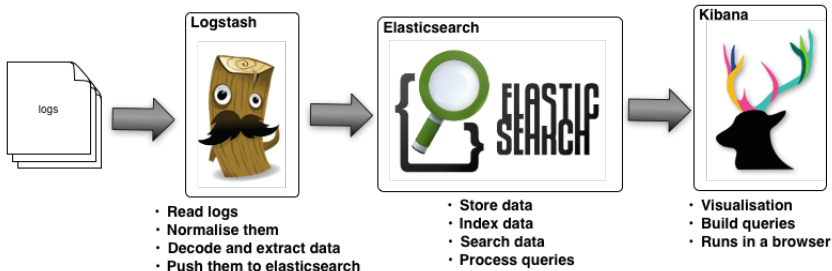 logs
Logstash
• Read logs
• Normalise them
• Decode and extract data
• Push them to elasticsearch
Elasticsearch
ELASTIC
SEARCH
• Store data
• Index data
• Search data
• Process queries
Kibana
• Visualisation
• Build queries
• Runs in a browser